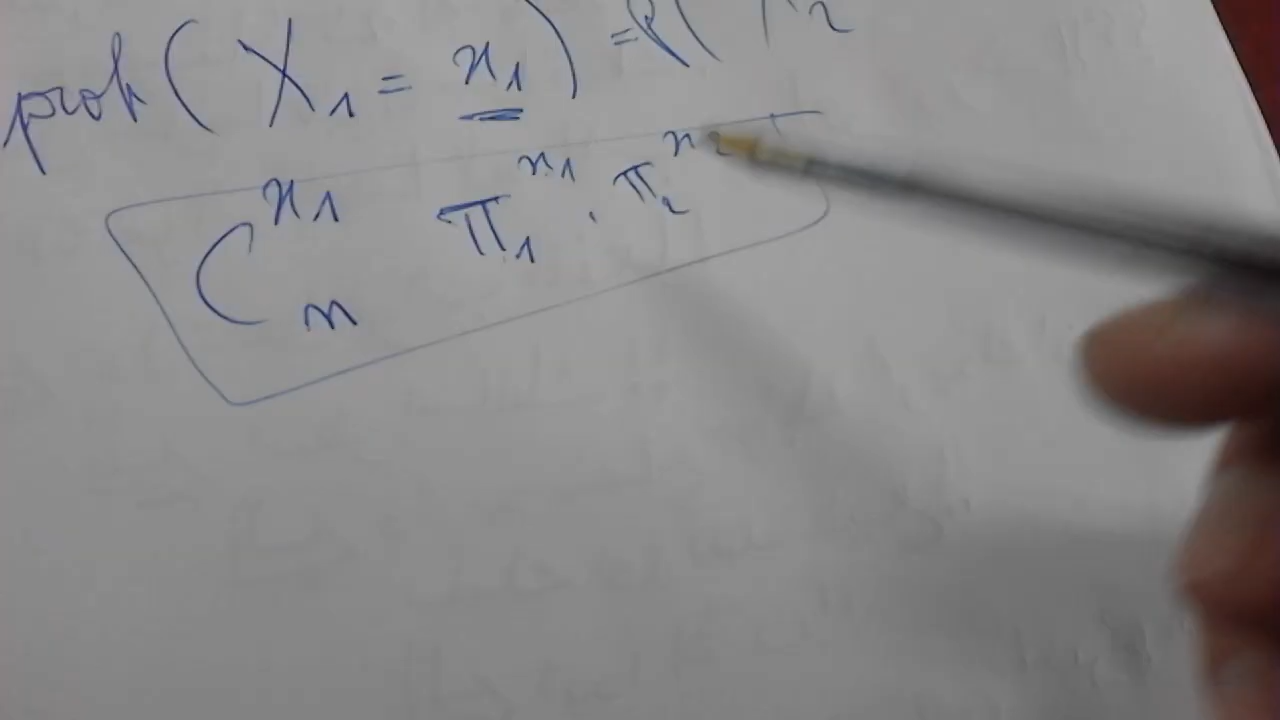 prob(X₁ = x₁) = P(
C_n^{x₁} π₁^{x₁} . π₂^{x₂}